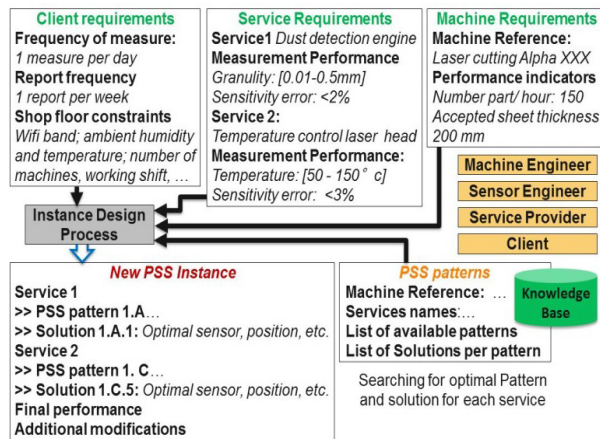 Client requirements
Frequency of measure:
1 measure per day
Report frequency
1 report per week
Shop floor constraints
Wifi band; ambient humidity
and temperature; number of
machines, working shift, ...
Service Requirements
Service1 Dust detection engine
Measurement Performance
Granulity: [0.01-0.5mm]
Sensitivity error: <2%
Service 2:
Temperature control laser head
Measurement Performance:
Temperature: [50 - 150° c]
Sensitivity error: <3%
Machine Requirements
Machine Reference:
Laser cutting Alpha XXX
Performance indicators
Number part/ hour: 150
Accepted sheet thickness
200 mm
Machine Engineer
Sensor Engineer
Service Provider
Client
Instance Design
Process
New PSS Instance
Service 1
>> PSS pattern 1.A...
>> Solution 1.A.1: Optimal sensor, position, etc.
Service 2
>> PSS pattern 1. C...
>> Solution 1.C.5: Optimal sensor, position, etc.
Final performance
Additional modifications
PSS patterns
Machine Reference: ...
Services names:...
List of available patterns
List of Solutions per pattern
Knowledge
Base
Searching for optimal Pattern
and solution for each service